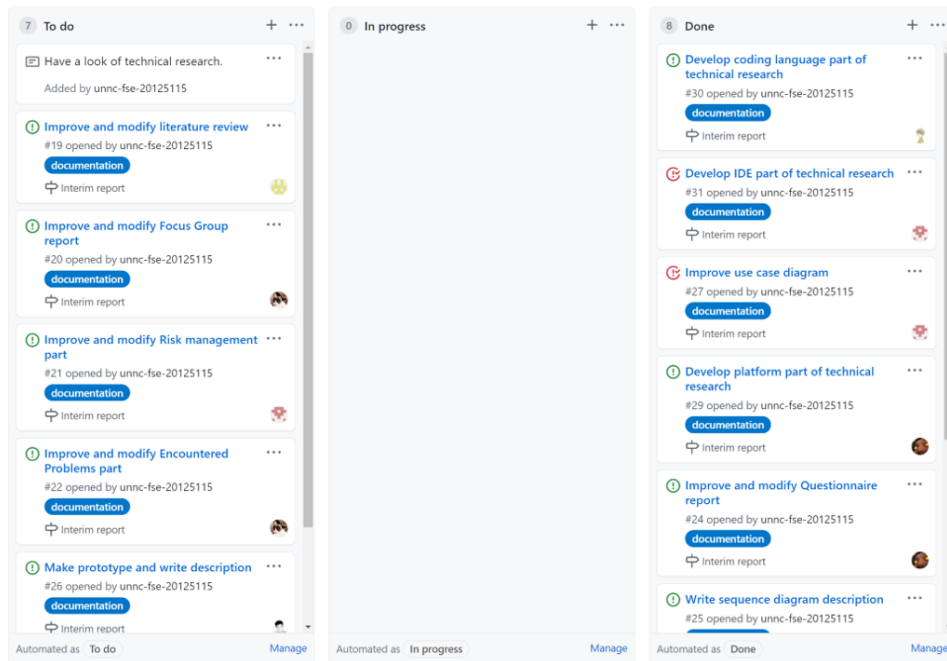 7 To do
Have a look of technical research.
Added by unnc-fse-20125115
Improve and modify literature review
#19 opened by unnc-fse-20125115
documentation
Interim report
Improve and modify Focus Group
report
#20 opened by unnc-fse-20125115
documentation
Interim report
Improve and modify Risk management
part
#21 opened by unnc-fse-20125115
documentation
Interim report
Improve and modify Encountered
Problems part
#22 opened by unnc-fse-20125115
documentation
Interim report
Make prototype and write description
#26 opened by unnc-fse-20125115
documentation
Interim report
Automated as To do Manage
0 In progress
Automated as In progress Manage
8 Done
Develop coding language part of
technical research
#30 opened by unnc-fse-20125115
documentation
Interim report
Develop IDE part of technical research
#31 opened by unnc-fse-20125115
documentation
Interim report
Improve use case diagram
#27 opened by unnc-fse-20125115
documentation
Interim report
Develop platform part of technical
research
#29 opened by unnc-fse-20125115
documentation
Interim report
Improve and modify Questionnaire
report
#24 opened by unnc-fse-20125115
documentation
Interim report
Write sequence diagram description
#25 opened by unnc-fse-20125115
Automated as Done Manage